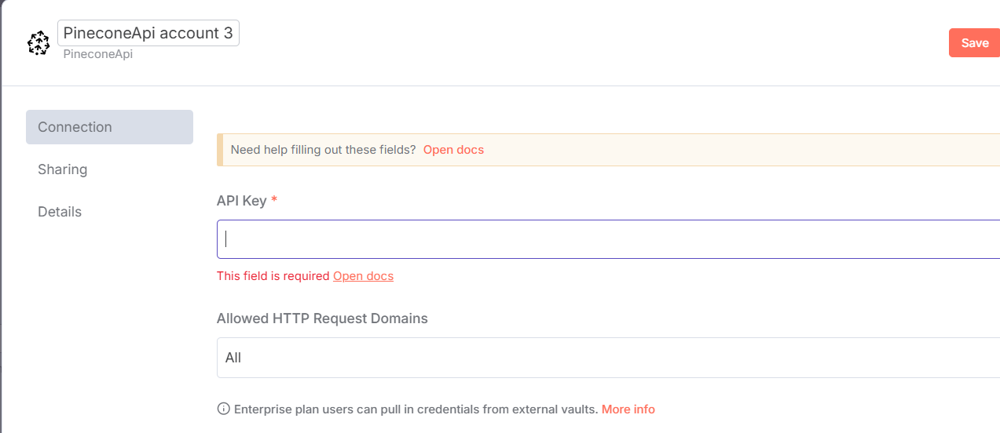 PineconeApi account 3
PineconeApi
Save
Connection
Sharing
Details
Need help filling out these fields? Open docs
API Key *
This field is required Open docs
Allowed HTTP Request Domains
All
Enterprise plan users can pull in credentials from external vaults. More info